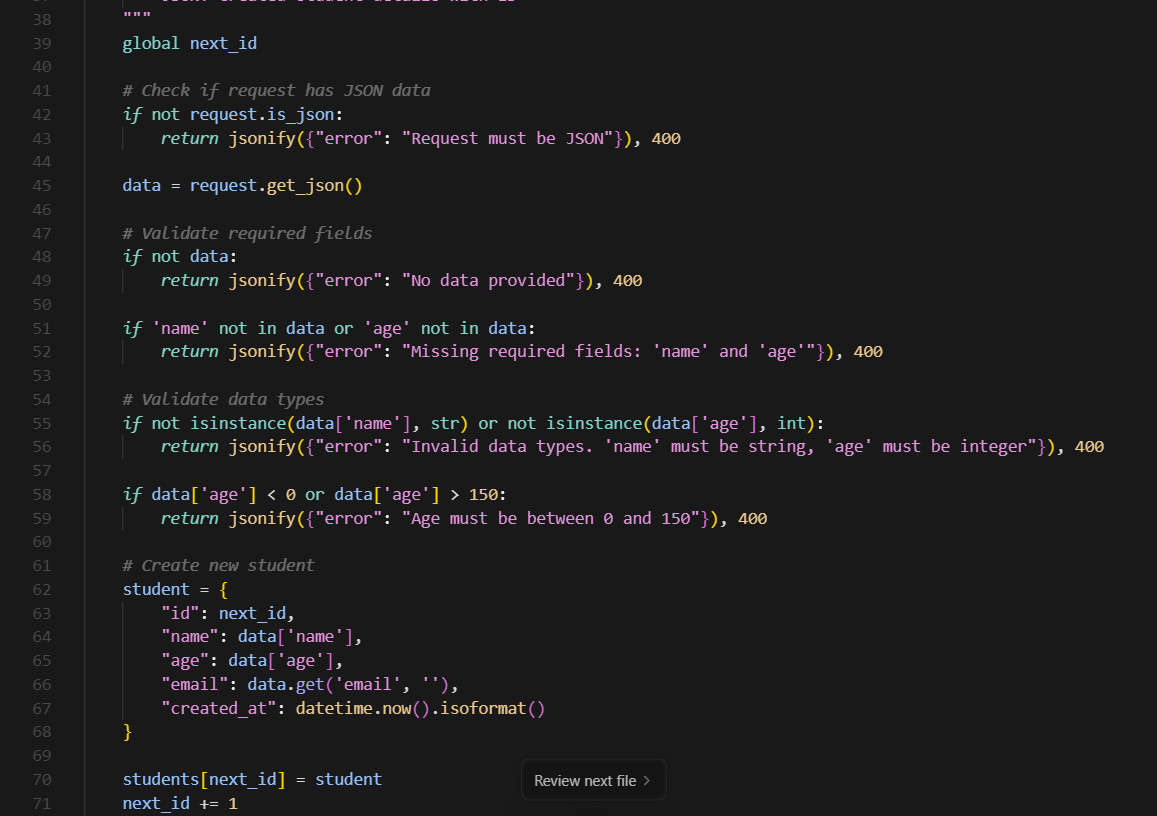 38 """
39 global next_id
40
41 # Check if request has JSON data
42 if not request.is_json:
43     return jsonify({"error": "Request must be JSON"}), 400
44
45 data = request.get_json()
46
47 # Validate required fields
48 if not data:
49     return jsonify({"error": "No data provided"}), 400
50
51 if 'name' not in data or 'age' not in data:
52     return jsonify({"error": "Missing required fields: 'name' and 'age'"}), 400
53
54 # Validate data types
55 if not isinstance(data['name'], str) or not isinstance(data['age'], int):
56     return jsonify({"error": "Invalid data types. 'name' must be string, 'age' must be integer"}), 400
57
58 if data['age'] < 0 or data['age'] > 150:
59     return jsonify({"error": "Age must be between 0 and 150"}), 400
60
61 # Create new student
62 student = {
63     "id": next_id,
64     "name": data['name'],
65     "age": data['age'],
66     "email": data.get('email', ''),
67     "created_at": datetime.now().isoformat()
68 }
69
70 students[next_id] = student
Review next file >
71 next_id += 1